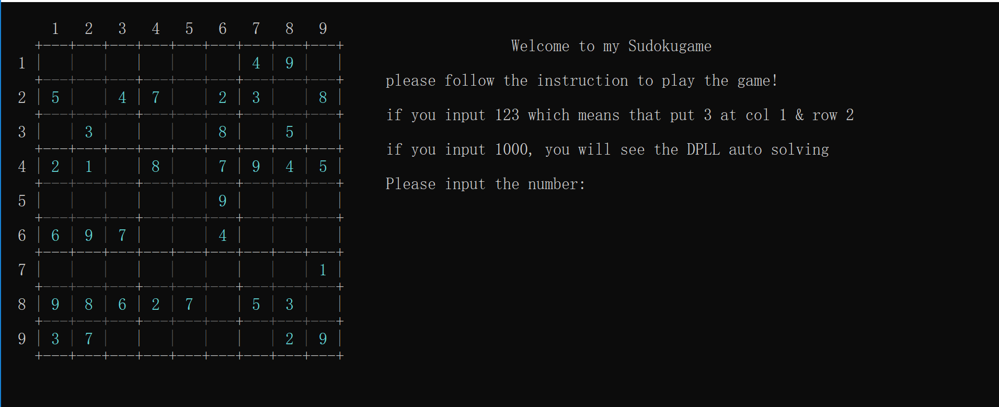 1 2 3 4 5 6 7 8 9
+---+---+---+---+---+---+---+---+---+
1 |   |   |   |   |   |   | 4 | 9 |   |
+---+---+---+---+---+---+---+---+---+
2 | 5 |   | 4 | 7 |   | 2 | 3 |   | 8 |
+---+---+---+---+---+---+---+---+---+
3 |   | 3 |   |   |   | 8 |   | 5 |   |
+---+---+---+---+---+---+---+---+---+
4 | 2 | 1 |   | 8 |   | 7 | 9 | 4 | 5 |
+---+---+---+---+---+---+---+---+---+
5 |   |   |   |   |   | 9 |   |   |   |
+---+---+---+---+---+---+---+---+---+
6 | 6 | 9 | 7 |   |   | 4 |   |   |   |
+---+---+---+---+---+---+---+---+---+
7 |   |   |   |   |   |   |   |   | 1 |
+---+---+---+---+---+---+---+---+---+
8 | 9 | 8 | 6 | 2 | 7 |   | 5 | 3 |   |
+---+---+---+---+---+---+---+---+---+
9 | 3 | 7 |   |   |   |   |   | 2 | 9 |
+---+---+---+---+---+---+---+---+---+
Welcome to my Sudokugame
please follow the instruction to play the game!
if you input 123 which means that put 3 at col 1 & row 2
if you input 1000, you will see the DPLL auto solving
Please input the number: